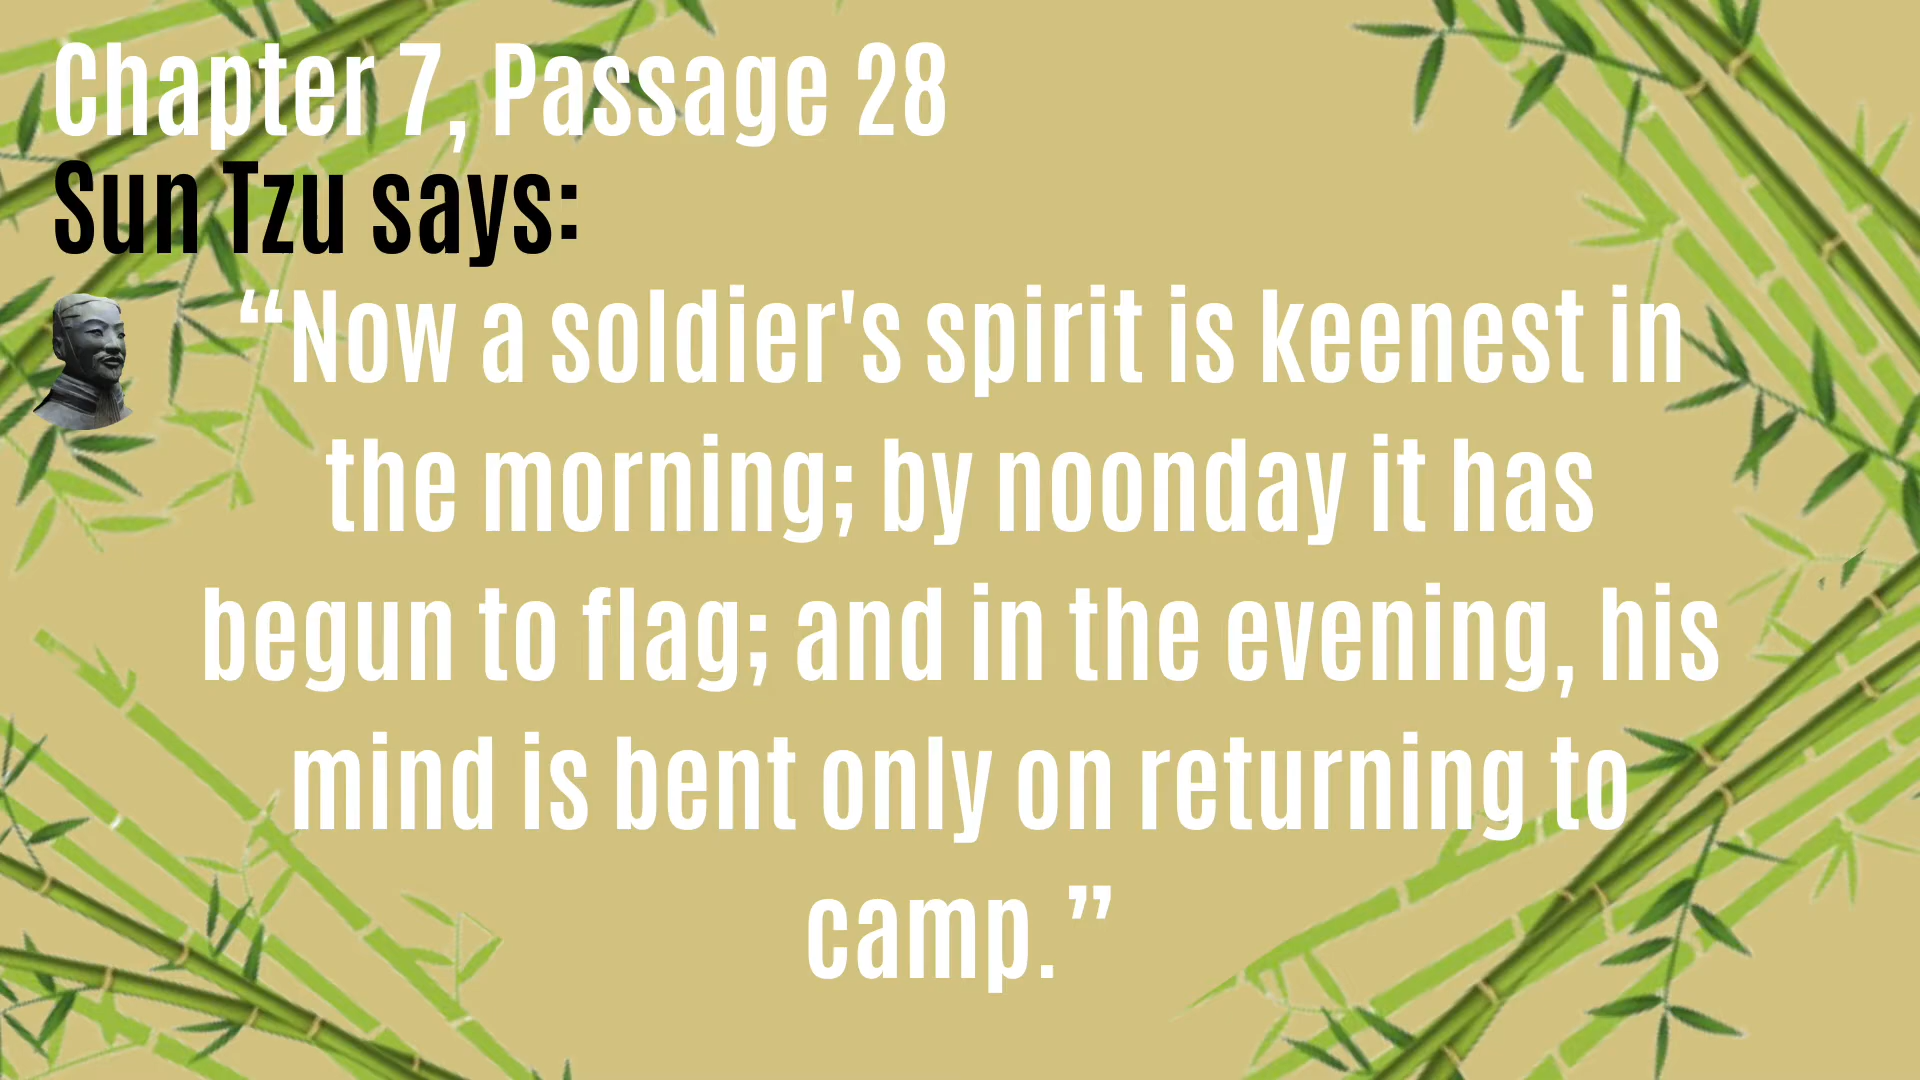 Chapter 7, Passage 28
Sun Tzu says:
“Now a soldier's spirit is keenest in
the morning; by noonday it has
begun to flag; and in the evening, his
mind is bent only on returning to
camp.”